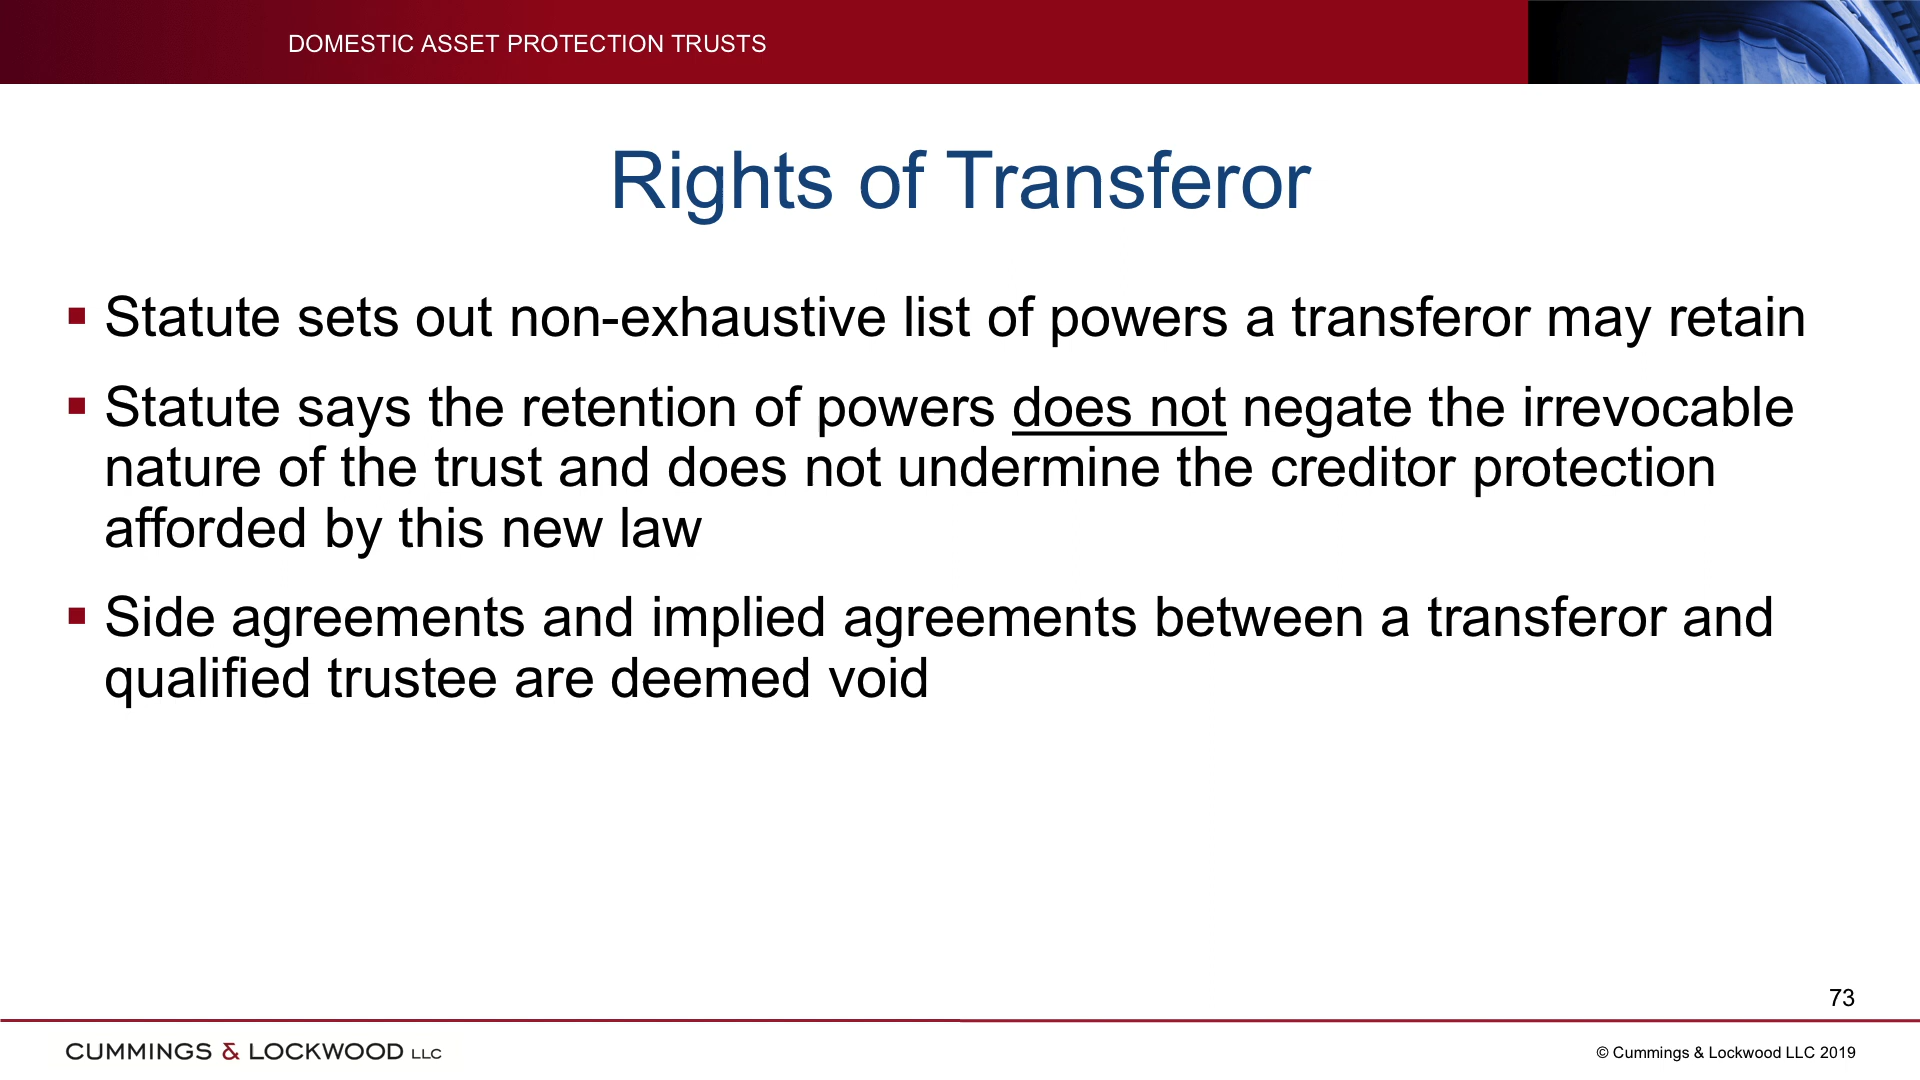 DOMESTIC ASSET PROTECTION TRUSTS
Rights of Transferor
▪ Statute sets out non-exhaustive list of powers a transferor may retain
▪ Statute says the retention of powers does not negate the irrevocable
nature of the trust and does not undermine the creditor protection
afforded by this new law
▪ Side agreements and implied agreements between a transferor and
qualified trustee are deemed void
73
CUMMINGS & LOCKWOOD LLC
© Cummings & Lockwood LLC 2019